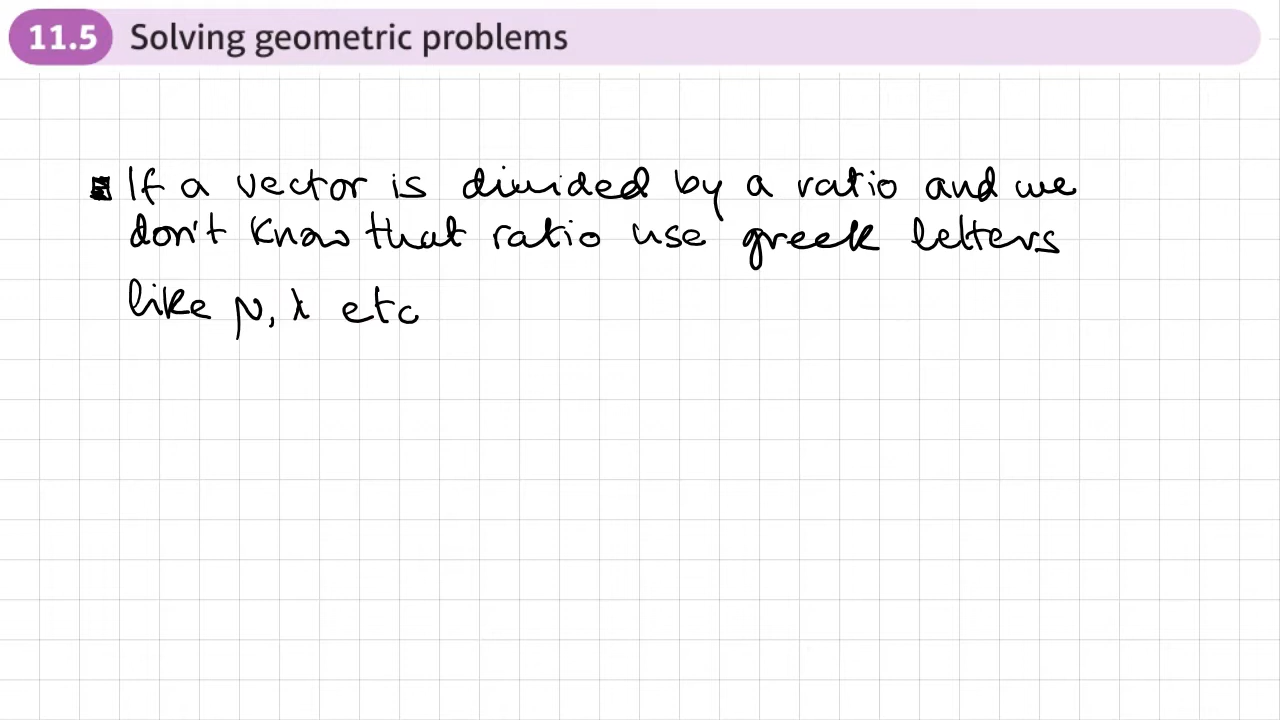 11.5 Solving geometric problems
If a vector is divided by a ratio and we
don't know that ratio use greek letters
like μ, λ etc